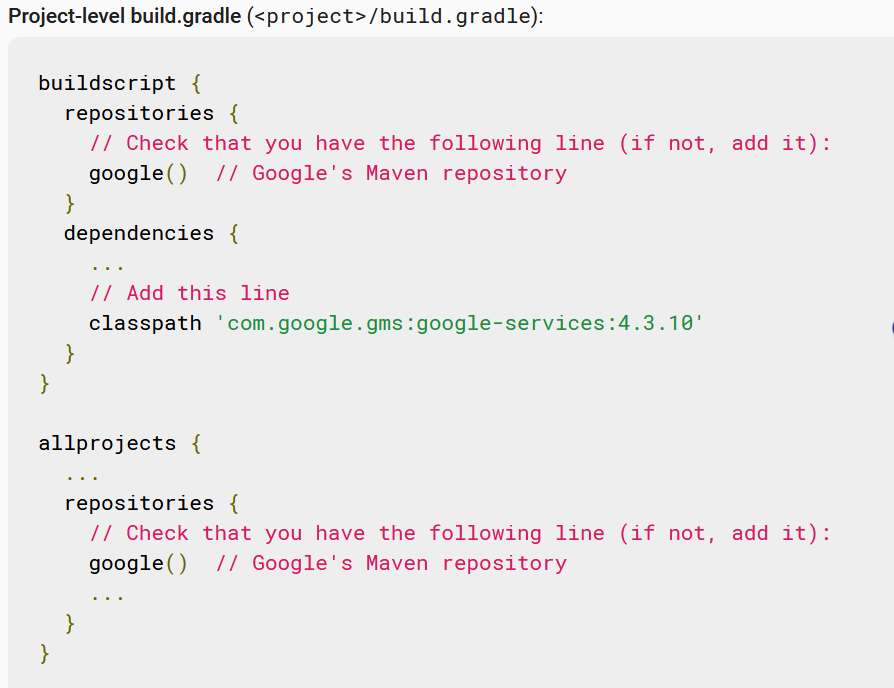 Project-level build.gradle (<project>/build.gradle):
buildscript {
  repositories {
    // Check that you have the following line (if not, add it):
    google()  // Google's Maven repository
  }
  dependencies {
    ...
    // Add this line
    classpath 'com.google.gms:google-services:4.3.10'
  }
}

allprojects {
  ...
  repositories {
    // Check that you have the following line (if not, add it):
    google()  // Google's Maven repository
    ...
  }
}